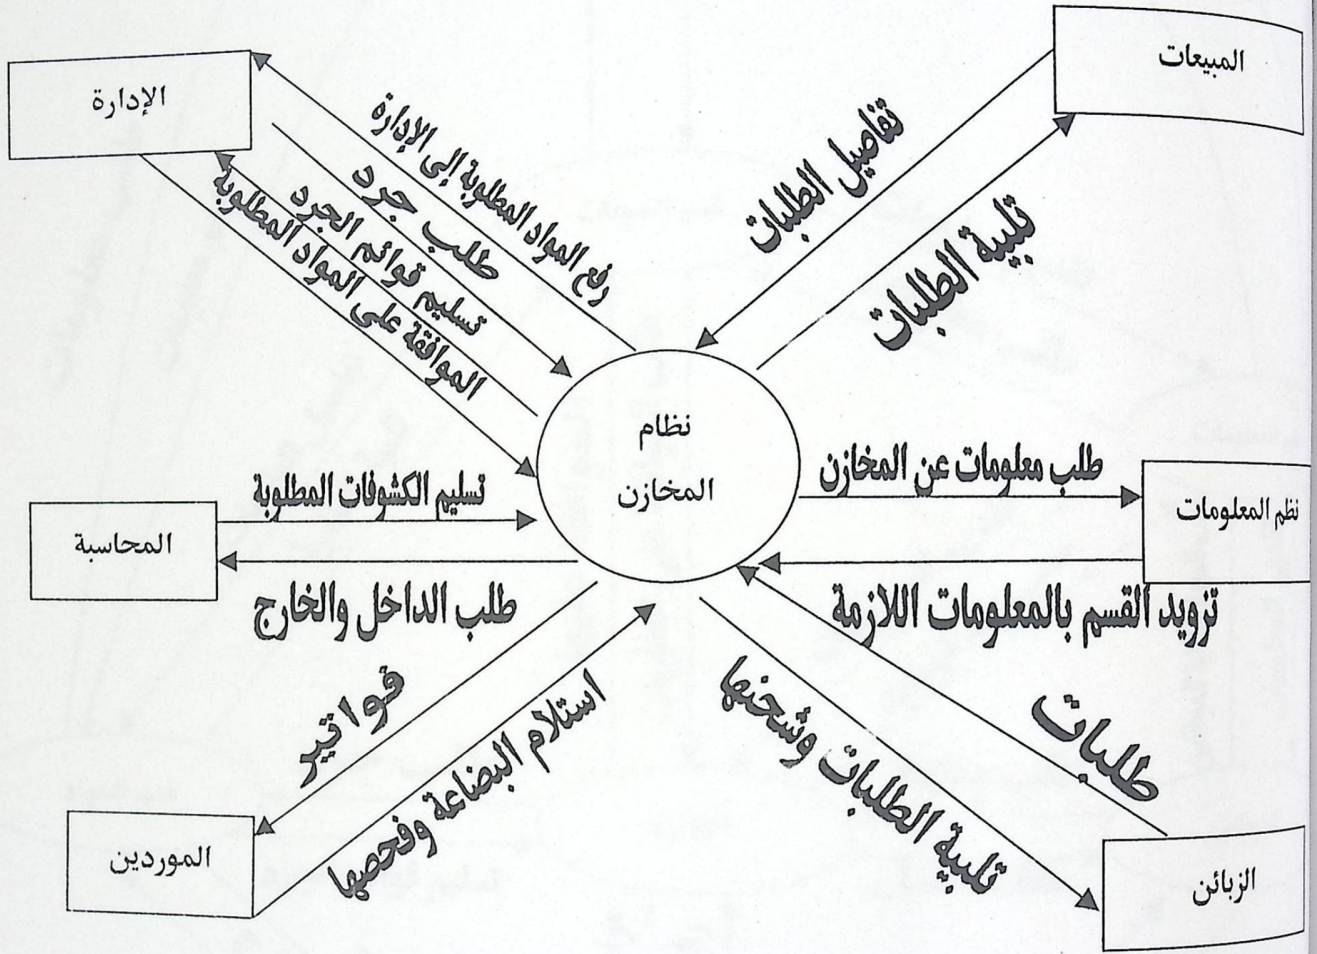 المبيعات
الإدارة
تفاصيل الطلبات
تلبية الطلبات
رفع المواد المطلوبة إلى الإدارة
طلب جرد
تسليم قوائم الجرد
الموافقة على المواد المطلوبة
نظام
المخازن
طلب معلومات عن المخازن
نظم المعلومات
تزويد القسم بالمعلومات اللازمة
تسليم الكشوفات المطلوبة
المحاسبة
طلب الداخل والخارج
طلبات
تلبية الطلبات وشحنها
الزبائن
فواتير
استلام البضاعة وفحصها
الموردين